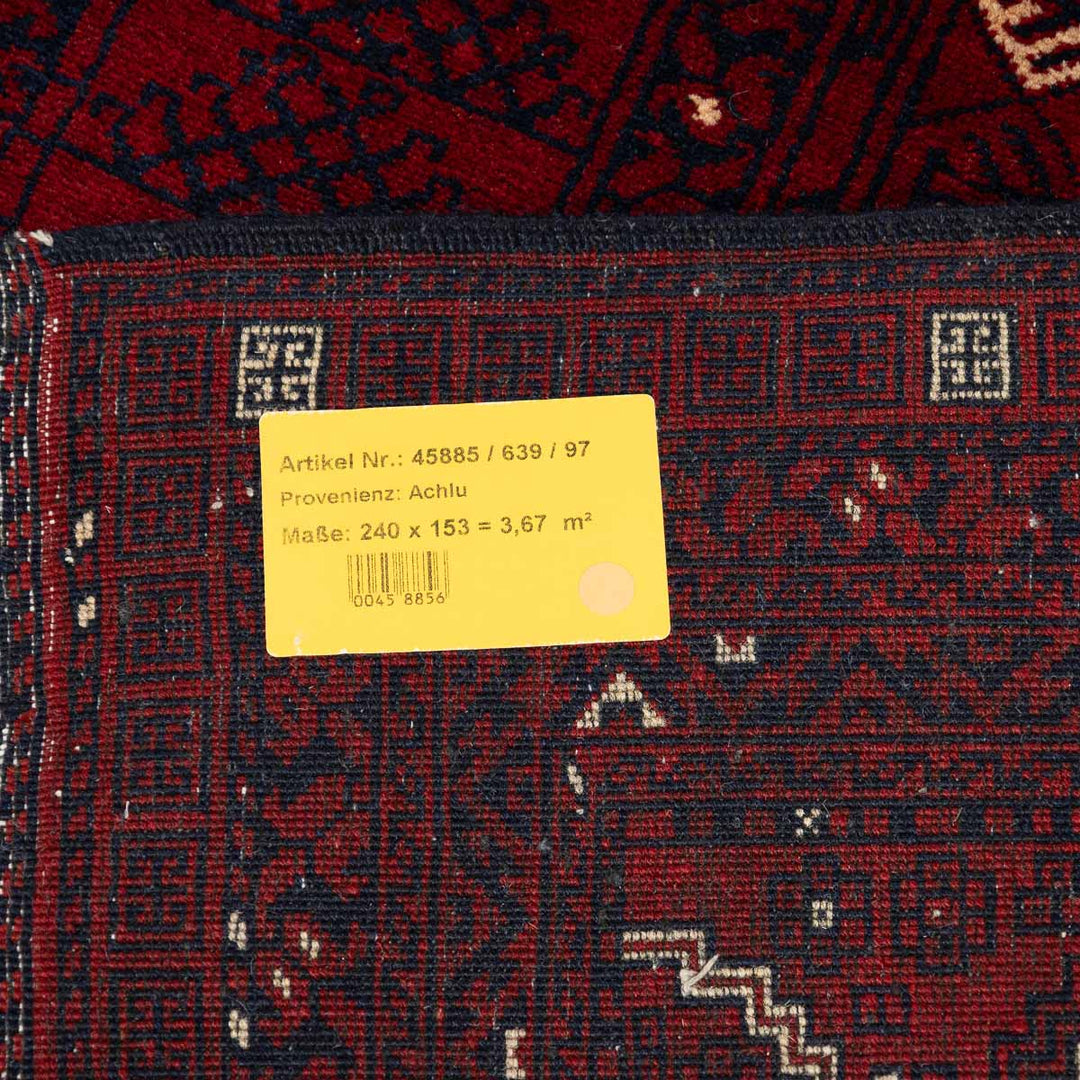 Artikel Nr.: 45885 / 639 / 97
Provenienz: Achlu
Maße: 240 x 153 = 3,67 m²
0045 8856